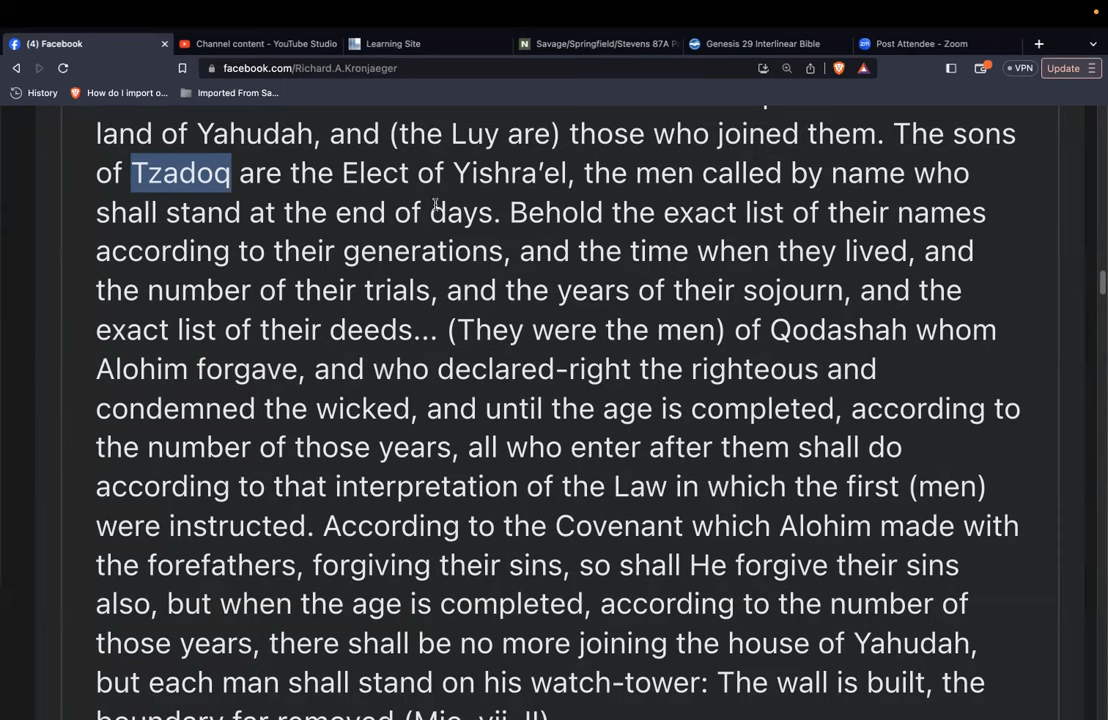 (4) Facebook
Channel content - YouTube Studio
Learning Site
Savage/Springfield/Stevens 87A P
Genesis 29 Interlinear Bible
Post Attendee - Zoom
facebook.com/Richard.A.Kronjaeger
VPN
Update
History
How do I import o...
Imported From Sa...
land of Yahudah, and (the Luy are) those who joined them. The sons
of Tzadoq are the Elect of Yishra’el, the men called by name who
shall stand at the end of days. Behold the exact list of their names
according to their generations, and the time when they lived, and
the number of their trials, and the years of their sojourn, and the
exact list of their deeds... (They were the men) of Qodashah whom
Alohim forgave, and who declared-right the righteous and
condemned the wicked, and until the age is completed, according to
the number of those years, all who enter after them shall do
according to that interpretation of the Law in which the first (men)
were instructed. According to the Covenant which Alohim made with
the forefathers, forgiving their sins, so shall He forgive their sins
also, but when the age is completed, according to the number of
those years, there shall be no more joining the house of Yahudah,
but each man shall stand on his watch-tower: The wall is built, the
boundary far removed (Mic. vii, II).